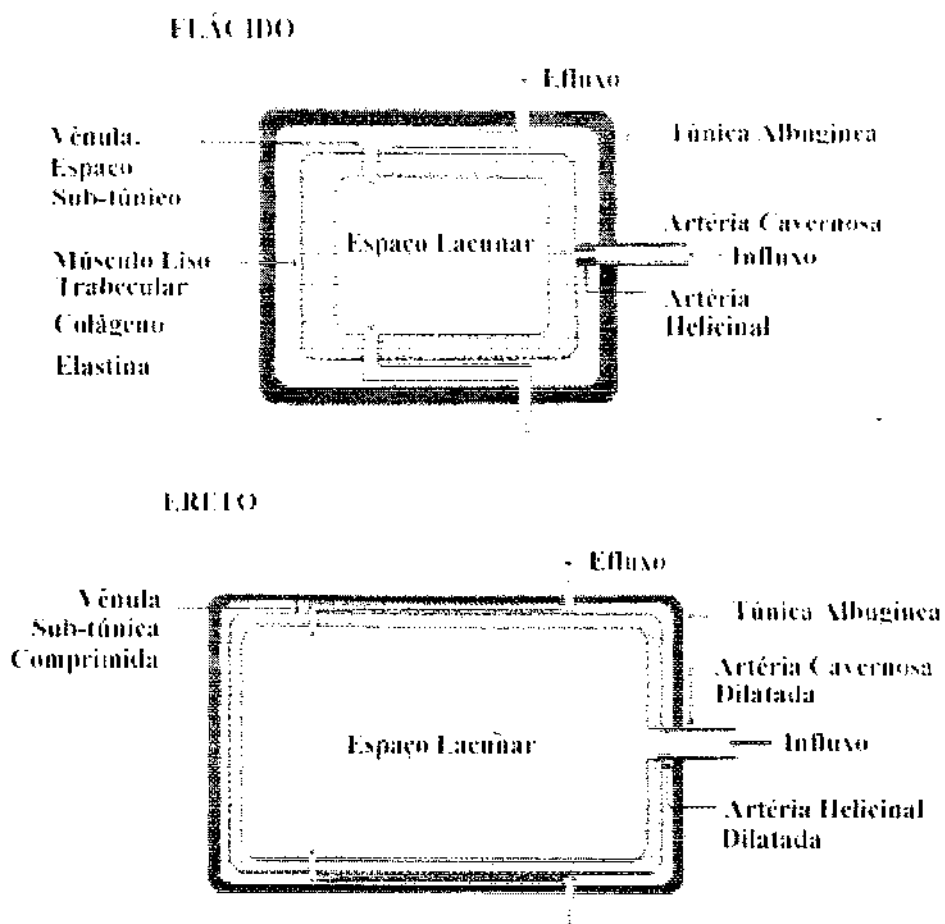 FLÁCIDO
Efluxo
Vênula.
Espaço
Sub-túnico
Túnica Albugínea
Espaço Lacunar
Artéria Cavernosa
Influxo
Músculo Liso
Trabecular
Artéria
Helicinal
Colágeno
Elastina
ERETO
Efluxo
Vênula
Sub-túnica
Comprimida
Túnica Albugínea
Artéria Cavernosa
Dilatada
Espaço Lacunar
Influxo
Artéria Helicinal
Dilatada